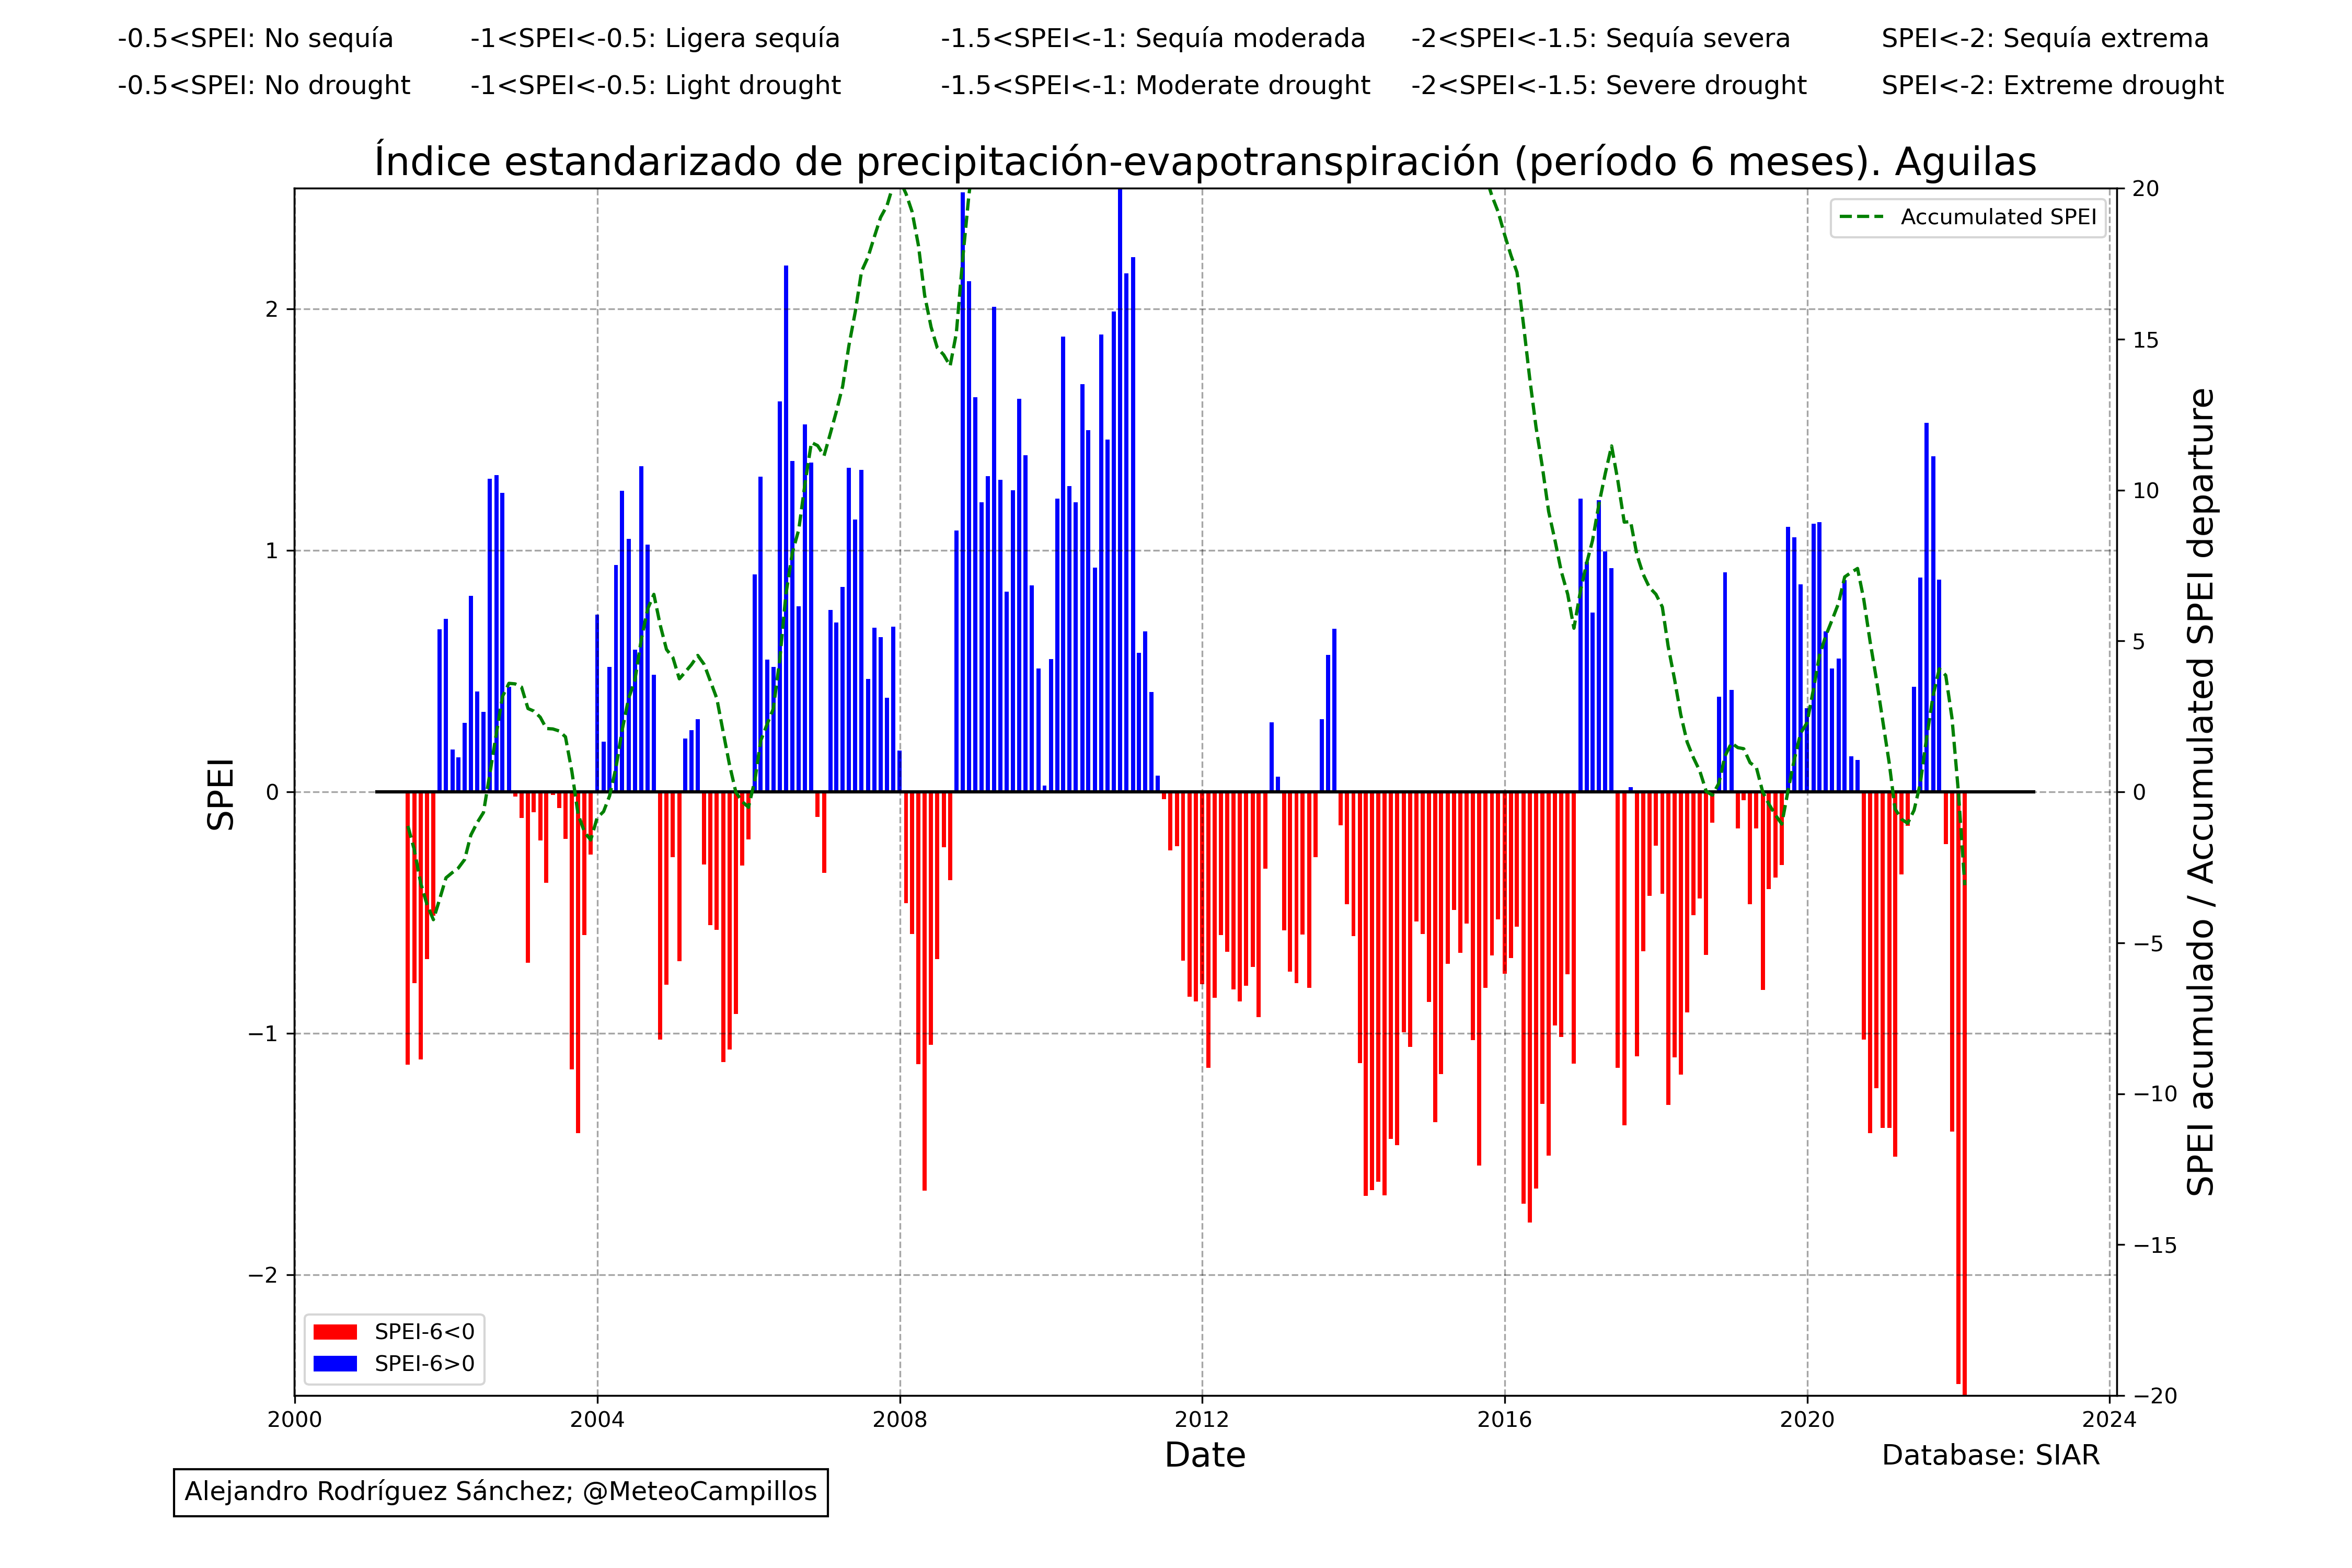 -0.5<SPEI: No sequía -1<SPEI<-0.5: Ligera sequía -1.5<SPEI<-1: Sequía moderada -2<SPEI<-1.5: Sequía severa SPEI<-2: Sequía extrema
-0.5<SPEI: No drought -1<SPEI<-0.5: Light drought -1.5<SPEI<-1: Moderate drought -2<SPEI<-1.5: Severe drought SPEI<-2: Extreme drought
Índice estandarizado de precipitación-evapotranspiración (período 6 meses). Aguilas
Accumulated SPEI
SPEI
2
1
0
−1
−2
20
15
10
5
0
−5
−10
−15
−20
SPEI acumulado / Accumulated SPEI departure
SPEI-6<0
SPEI-6>0
2000 2004 2008 2012 2016 2020 2024
Date
Database: SIAR
Alejandro Rodríguez Sánchez; @MeteoCampillos